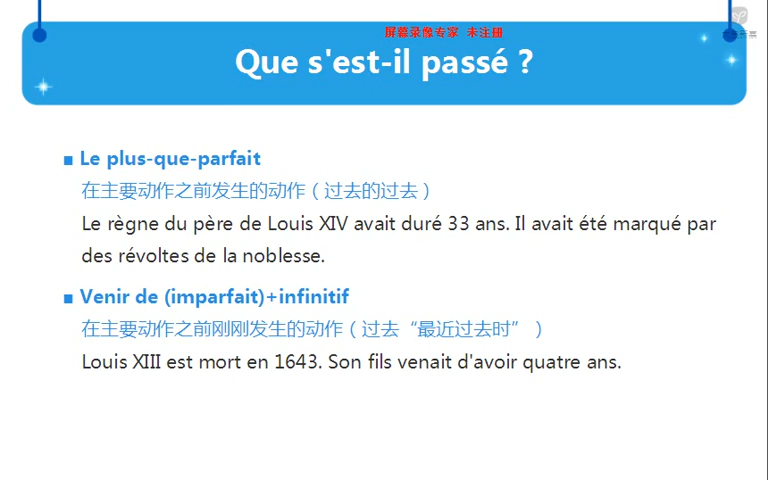 屏幕录像专家 未注册
Que s'est-il passé ?
■ Le plus-que-parfait
在主要动作之前发生的动作（过去的过去）
Le règne du père de Louis XIV avait duré 33 ans. Il avait été marqué par
des révoltes de la noblesse.
■ Venir de (imparfait)+infinitif
在主要动作之前刚刚发生的动作（过去“最近过去时”）
Louis XIII est mort en 1643. Son fils venait d'avoir quatre ans.